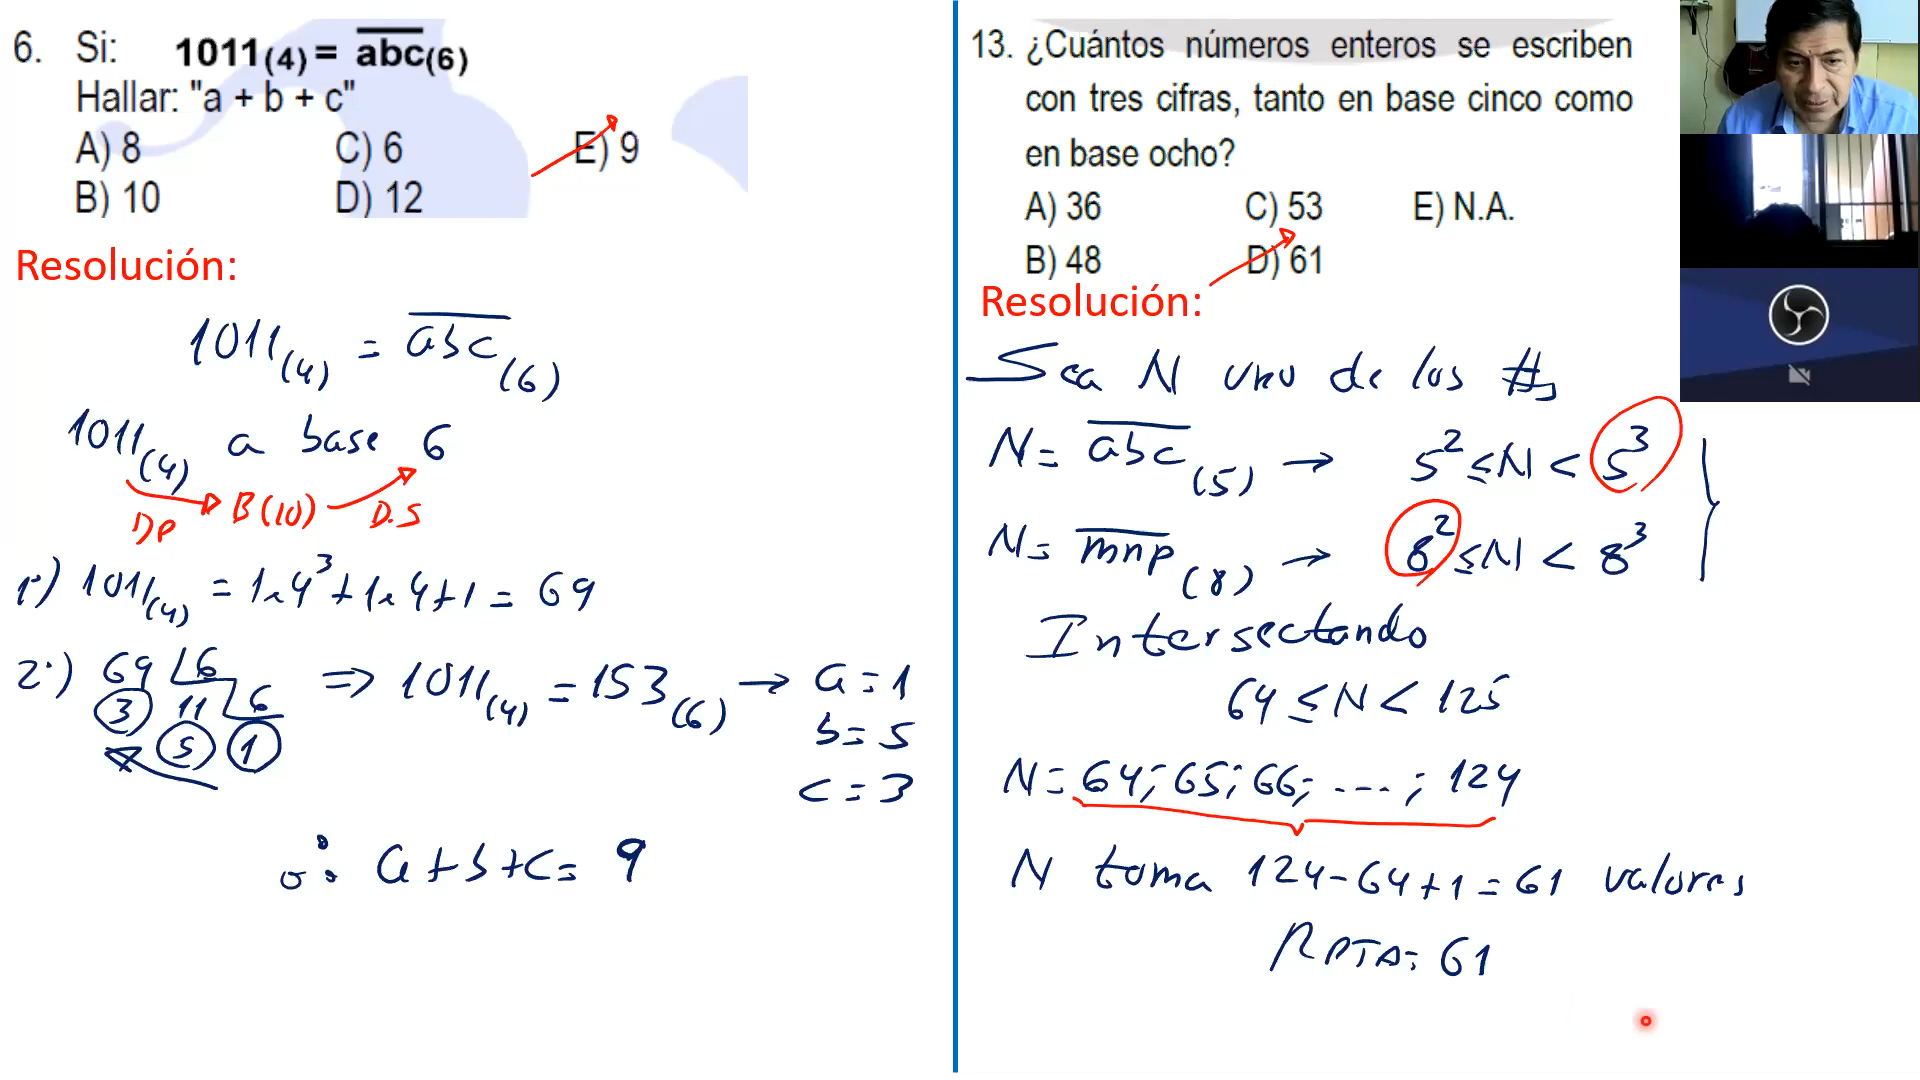 6. Si: 1011(4) = abc(6)
Hallar: "a + b + c"
A) 8 C) 6 E) 9
B) 10 D) 12
Resolución:
1011(4) = abc(6)
1011(4) a base 6
DP B(10) D.S
1º) 1011(4) = 1x4³+1x4+1 = 69
2º) 69 6 ⇒ 1011(4) = 153(6) → a=1
3 11 6 b=5
5 1 c=3
∴ a+b+c= 9
13. ¿Cuántos números enteros se escriben
con tres cifras, tanto en base cinco como
en base ocho?
A) 36 C) 53 E) N.A.
B) 48 D) 61
Resolución:
Sea N uno de los #s
N= abc(5) → 5² ≤ N < 5³
N= mnp(8) → 8² ≤ N < 8³
Intersectando
64 ≤ N < 125
N= 64; 65; 66; ....; 124
N toma 124-64+1=61 valores
RPTA: 61